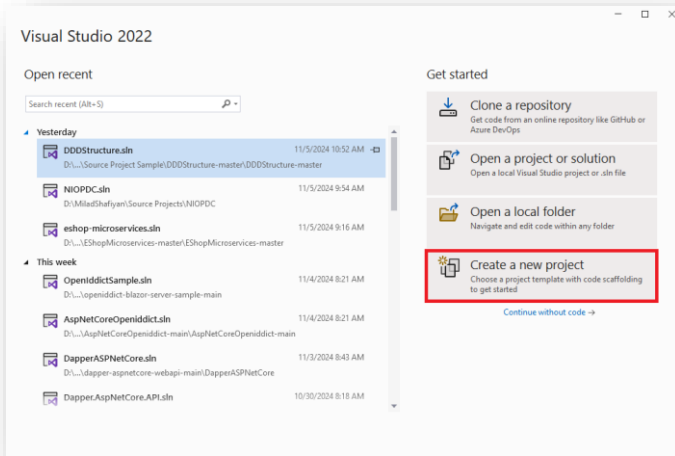 Visual Studio 2022
Open recent
Search recent (Alt+S)
Yesterday
DDDStructure.sln 11/5/2024 10:52 AM
D:\...\Source Project Sample\DDDStructure-master\DDDStructure-master
NIOPDC.sln 11/5/2024 9:54 AM
D:\MiladShafiyan\Source Projects\NIOPDC
eshop-microservices.sln 11/5/2024 9:16 AM
D:\...\EShopMicroservices-master\EShopMicroservices-master
This week
OpenIddictSample.sln 11/4/2024 8:21 AM
D:\...\openiddict-blazor-server-sample-main
AspNetCoreOpeniddict.sln 11/4/2024 8:21 AM
D:\...\AspNetCoreOpeniddict-main\AspNetCoreOpeniddict-main
DapperASPNetCore.sln 11/3/2024 8:43 AM
D:\...\dapper-aspnetcore-webapi-main\DapperASPNetCore
Dapper.AspNetCore.API.sln 10/30/2024 8:18 AM
Get started
Clone a repository
Get code from an online repository like GitHub or
Azure DevOps
Open a project or solution
Open a local Visual Studio project or .sln file
Open a local folder
Navigate and edit code within any folder
Create a new project
Choose a project template with code scaffolding
to get started
Continue without code →